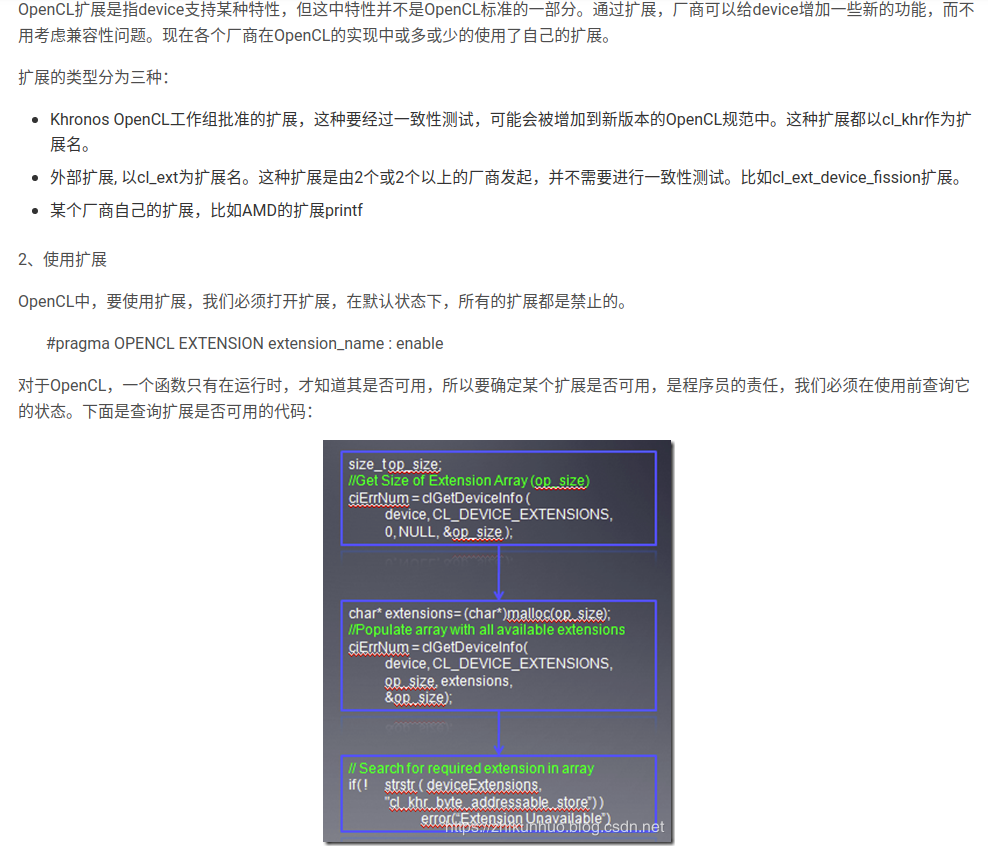 OpenCL扩展是指device支持某种特性，但这中特性并不是OpenCL标准的一部分。通过扩展，厂商可以给device增加一些新的功能，而不
用考虑兼容性问题。现在各个厂商在OpenCL的实现中或多或少的使用了自己的扩展。
扩展的类型分为三种：
Khronos OpenCL工作组批准的扩展，这种要经过一致性测试，可能会被增加到新版本的OpenCL规范中。这种扩展都以cl_khr作为扩
展名。
外部扩展, 以cl_ext为扩展名。这种扩展是由2个或2个以上的厂商发起，并不需要进行一致性测试。比如cl_ext_device_fission扩展。
某个厂商自己的扩展，比如AMD的扩展printf
2、使用扩展
OpenCL中，要使用扩展，我们必须打开扩展，在默认状态下，所有的扩展都是禁止的。
#pragma OPENCL EXTENSION extension_name : enable
对于OpenCL，一个函数只有在运行时，才知道其是否可用，所以要确定某个扩展是否可用，是程序员的责任，我们必须在使用前查询它
的状态。下面是查询扩展是否可用的代码：
size_t op_size;
//Get Size of Extension Array (op_size)
ciErrNum = clGetDeviceInfo (
device, CL_DEVICE_EXTENSIONS,
0, NULL, &op_size );
char* extensions= (char*)malloc(op_size);
//Populate array with all available extensions
ciErrNum = clGetDeviceInfo(
device, CL_DEVICE_EXTENSIONS,
op_size, extensions,
&op_size);
// Search for required extension in array
if( ! strstr ( deviceExtensions,
"cl_khr_byte_addressable_store") )
error("Extension Unavailable")
https://zhikunnuo.blog.csdn.net